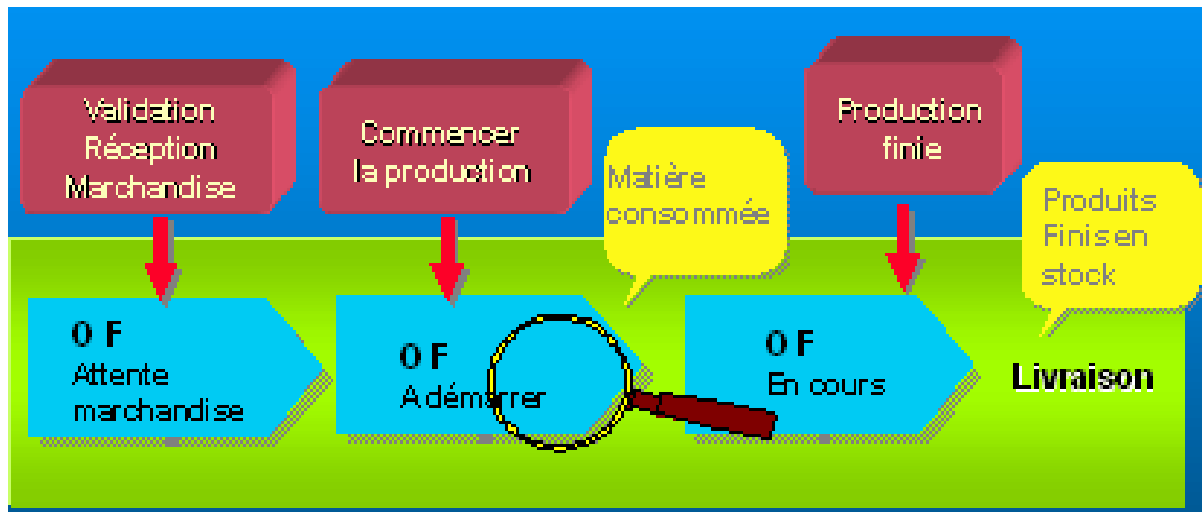 Validation
Réception
Marchandise
Commencer
la production
Matière
consommée
Production
finie
Produits
Finis en
stock
O F
Attente
marchandise
O F
A démarrer
O F
En cours
Livraison